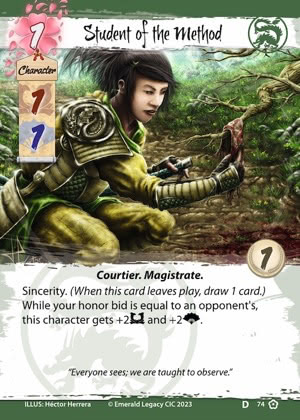 1
Student of the Method
Character
1
1
1
Courtier. Magistrate.
Sincerity. (When this card leaves play, draw 1 card.)
While your honor bid is equal to an opponent's,
this character gets +2 and +2.
"Everyone sees; we are taught to observe."
ILLUS: Héctor Herrera © Emerald Legacy CIC 2023 D 74